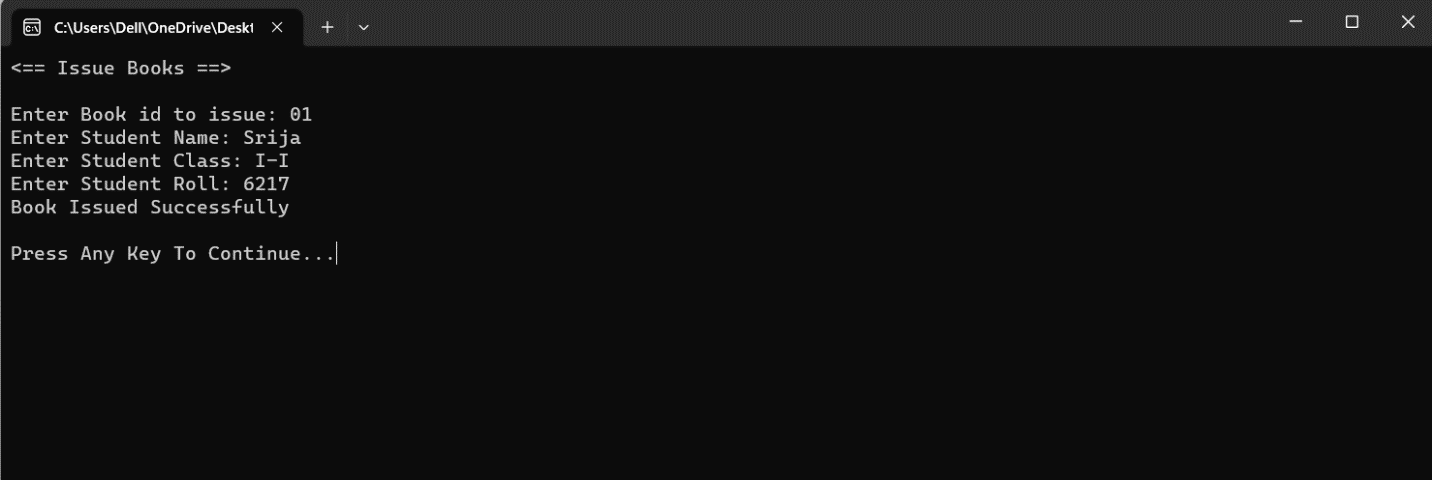 C:\Users\Dell\OneDrive\Deskt
<== Issue Books ==>
Enter Book id to issue: 01
Enter Student Name: Srija
Enter Student Class: I-I
Enter Student Roll: 6217
Book Issued Successfully
Press Any Key To Continue...